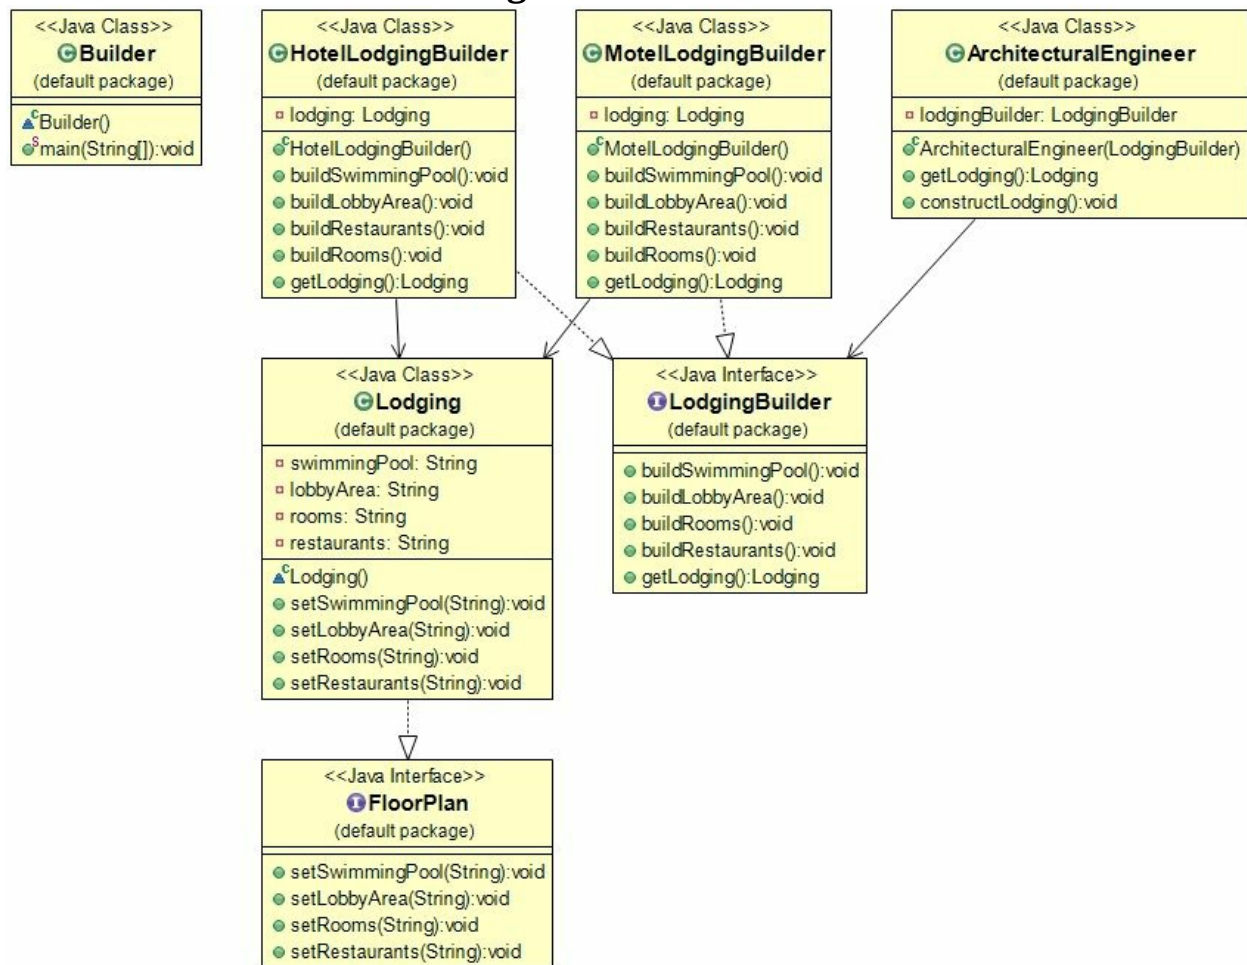 <<Java Class>>
Builder
(default package)
Builder()
main(String[]):void
<<Java Class>>
HotelLodgingBuilder
(default package)
lodging: Lodging
HotelLodgingBuilder()
buildSwimmingPool():void
buildLobbyArea():void
buildRestaurants():void
buildRooms():void
getLodging():Lodging
<<Java Class>>
MotelLodgingBuilder
(default package)
lodging: Lodging
MotelLodgingBuilder()
buildSwimmingPool():void
buildLobbyArea():void
buildRestaurants():void
buildRooms():void
getLodging():Lodging
<<Java Class>>
ArchitecturalEngineer
(default package)
lodgingBuilder: LodgingBuilder
ArchitecturalEngineer(LodgingBuilder)
getLodging():Lodging
constructLodging():void
<<Java Class>>
Lodging
(default package)
swimmingPool: String
lobbyArea: String
rooms: String
restaurants: String
Lodging()
setSwimmingPool(String):void
setLobbyArea(String):void
setRooms(String):void
setRestaurants(String):void
<<Java Interface>>
LodgingBuilder
(default package)
buildSwimmingPool():void
buildLobbyArea():void
buildRooms():void
buildRestaurants():void
getLodging():Lodging
<<Java Interface>>
FloorPlan
(default package)
setSwimmingPool(String):void
setLobbyArea(String):void
setRooms(String):void
setRestaurants(String):void